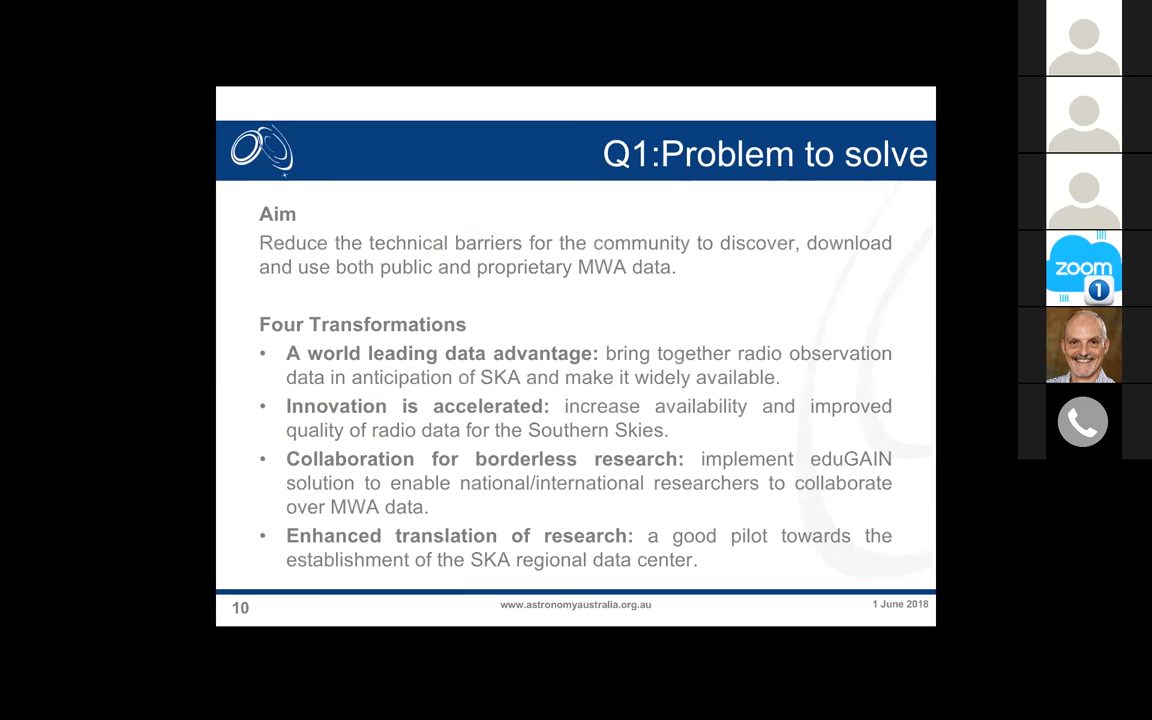 Q1:Problem to solve
Aim
Reduce the technical barriers for the community to discover, download
and use both public and proprietary MWA data.
Four Transformations
• A world leading data advantage: bring together radio observation
data in anticipation of SKA and make it widely available.
• Innovation is accelerated: increase availability and improved
quality of radio data for the Southern Skies.
• Collaboration for borderless research: implement eduGAIN
solution to enable national/international researchers to collaborate
over MWA data.
• Enhanced translation of research: a good pilot towards the
establishment of the SKA regional data center.
10
www.astronomyaustralia.org.au
1 June 2018
zoom
1